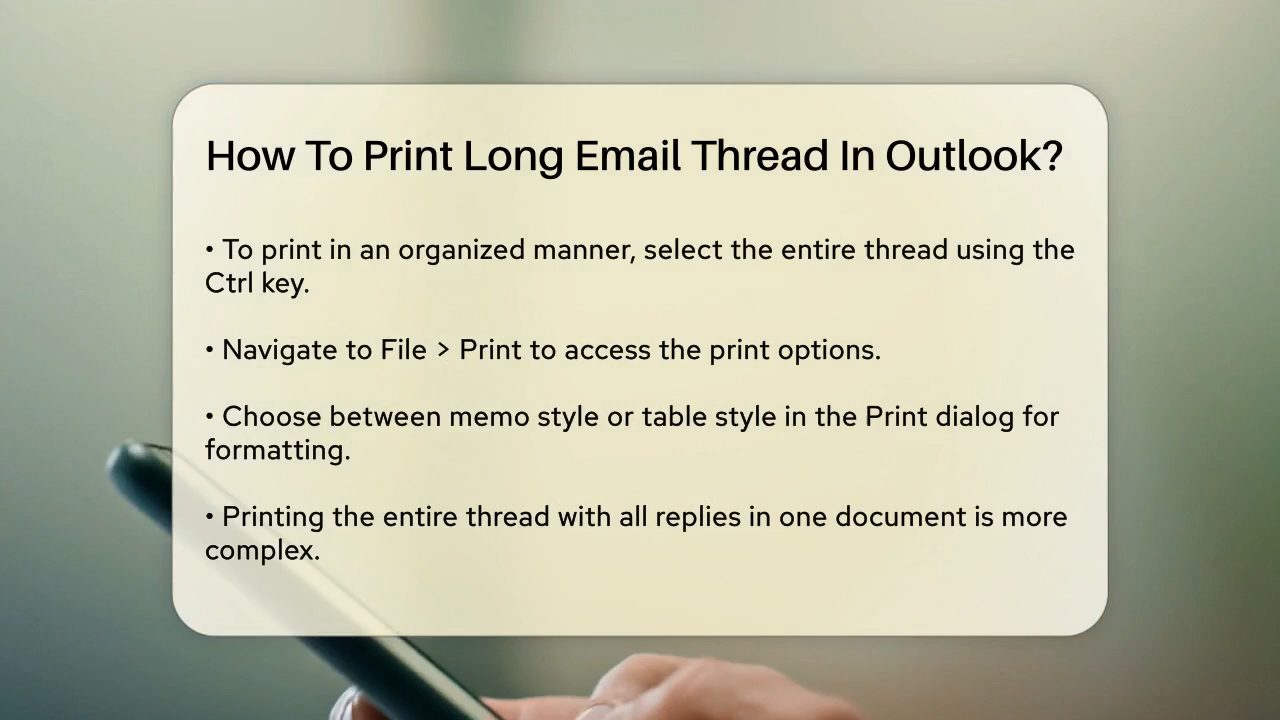 How To Print Long Email Thread In Outlook?
• To print in an organized manner, select the entire thread using the
Ctrl key.
• Navigate to File > Print to access the print options.
• Choose between memo style or table style in the Print dialog for
formatting.
• Printing the entire thread with all replies in one document is more
complex.